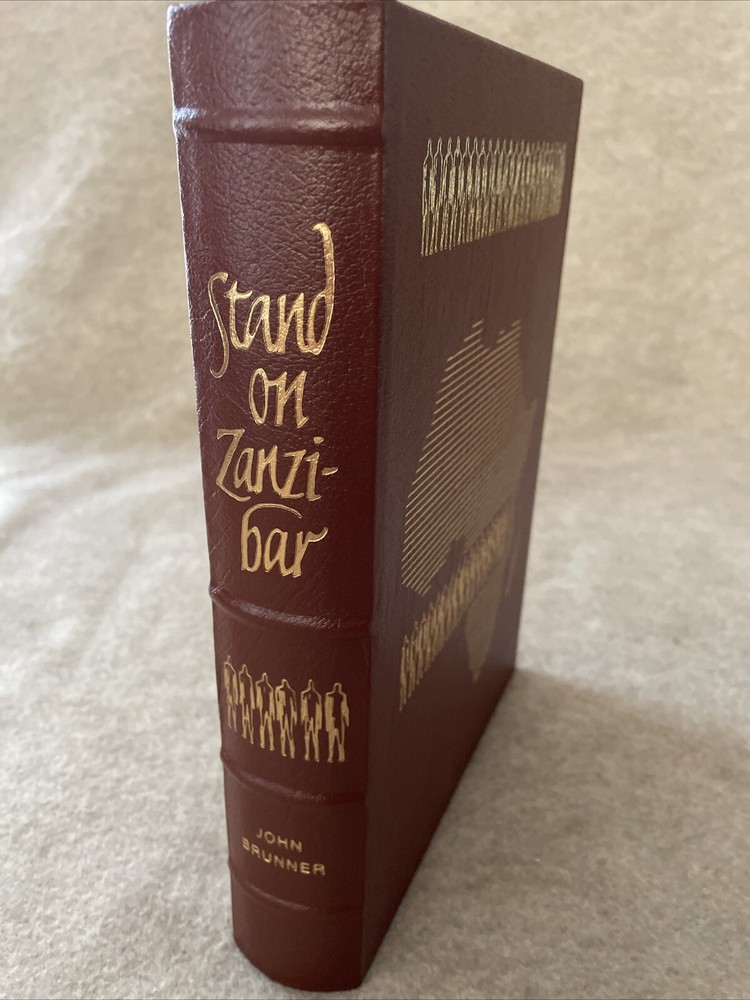 Stand
on
Zanzi-
bar
JOHN
BRUNNER